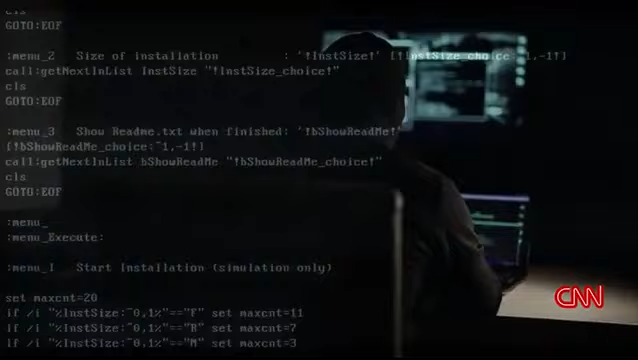 cls
GOTO:EOF
:menu_2   Size of installation         : '!InstSize!' [!InstSize_choice:~1,-1!]
call:getNextInList InstSize "!InstSize_choice!"
cls
GOTO:EOF
:menu_3   Show Readme.txt when finished: '!bShowReadMe!'
[!bShowReadMe_choice:~1,-1!]
call:getNextInList bShowReadMe "!bShowReadMe_choice!"
cls
GOTO:EOF
:menu_
:menu_Execute:
:menu_I   Start Installation (simulation only)
set maxcnt=20
if /i "%InstSize:~0,1%"=="F" set maxcnt=11
if /i "%InstSize:~0,1%"=="R" set maxcnt=7
if /i "%InstSize:~0,1%"=="M" set maxcnt=3
CNN